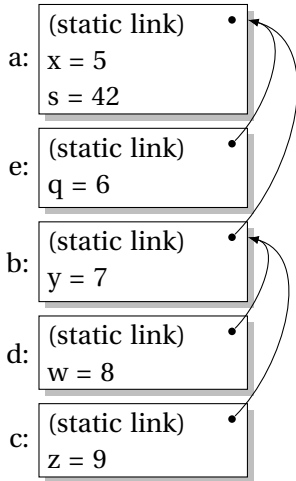 a:
(static link)
x = 5
s = 42
e:
(static link)
q = 6
b:
(static link)
y = 7
d:
(static link)
w = 8
c:
(static link)
z = 9